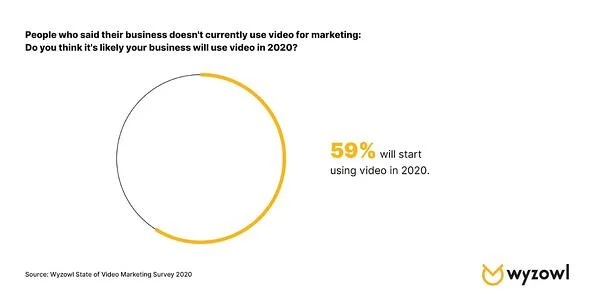 People who said their business doesn't currently use video for marketing:
Do you think it's likely your business will use video in 2020?
59% will start
using video in 2020.
Source: Wyzowl State of Video Marketing Survey 2020
wyzowl